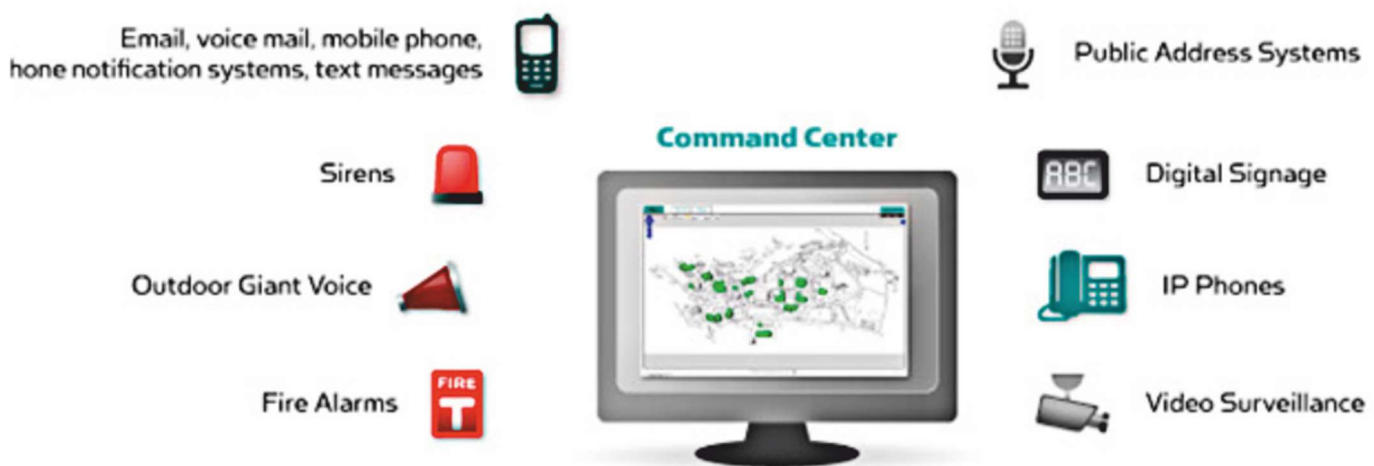 Email, voice mail, mobile phone,
hone notification systems, text messages
Public Address Systems
Command Center
Sirens
ABC
Digital Signage
Outdoor Giant Voice
IP Phones
Fire Alarms
FIRE
T
Video Surveillance